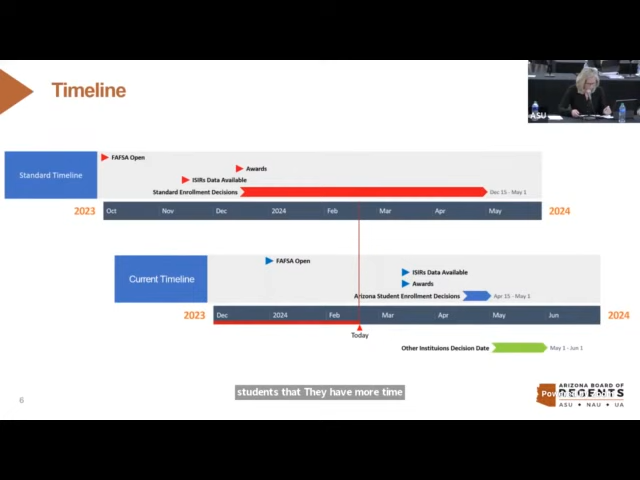 Timeline
ASU
FAFSA Open
Awards
ISIRs Data Available
Standard Timeline
Standard Enrollment Decisions
Dec 15 - May 1
2023 Oct Nov Dec 2024 Feb Mar Apr May 2024
FAFSA Open
ISIRs Data Available
Current Timeline
Awards
Arizona Student Enrollment Decisions
Apr 15 - May 1
2023 Dec 2024 Feb Mar Apr May Jun 2024
Today
Other Instituions Decision Date
May 1 - Jun 1
students that They have more time
6
ARIZONA BOARD OF
REGENTS
ASU • NAU • UA